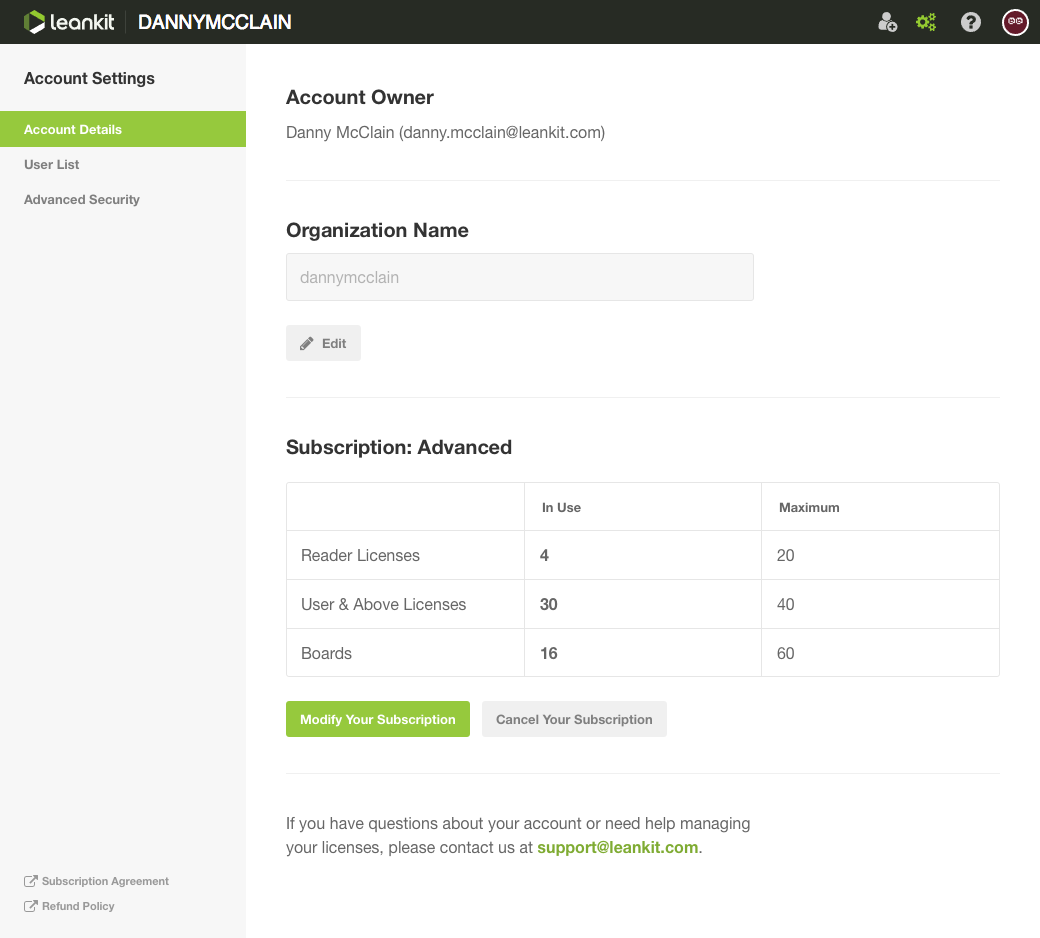 leankit DANNYMCCLAIN
Account Settings
Account Details
User List
Advanced Security
Account Owner
Danny McClain (danny.mcclain@leankit.com)
Organization Name
dannymcclain
Edit
Subscription: Advanced
In Use Maximum
Reader Licenses 4 20
User & Above Licenses 30 40
Boards 16 60
Modify Your Subscription Cancel Your Subscription
If you have questions about your account or need help managing
your licenses, please contact us at support@leankit.com.
Subscription Agreement
Refund Policy